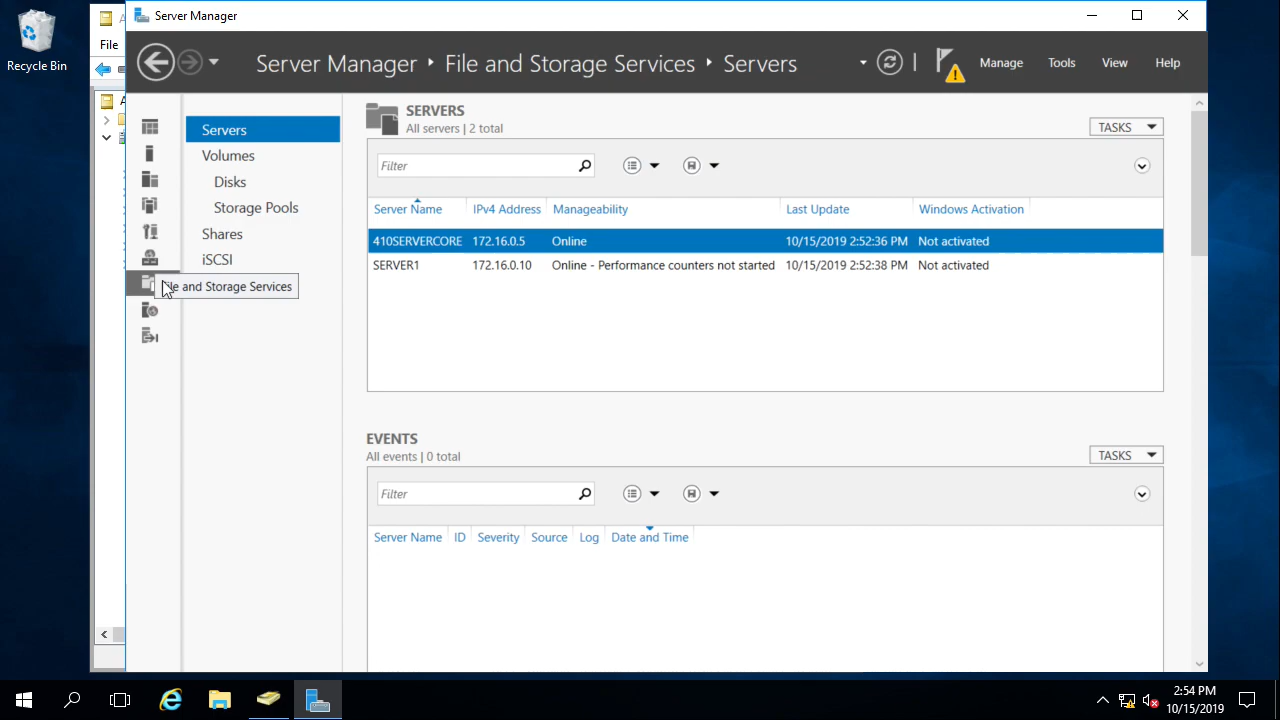 Recycle Bin
A
File
Server Manager
Server Manager • File and Storage Services • Servers
Manage
Tools
View
Help
Servers
Volumes
Disks
Storage Pools
Shares
iSCSI
and Storage Services
SERVERS
All servers | 2 total
TASKS
Filter
Server Name IPv4 Address Manageability Last Update Windows Activation
410SERVERCORE 172.16.0.5 Online 10/15/2019 2:52:36 PM Not activated
SERVER1 172.16.0.10 Online - Performance counters not started 10/15/2019 2:52:38 PM Not activated
EVENTS
All events | 0 total
TASKS
Filter
Server Name ID Severity Source Log Date and Time
2:54 PM
10/15/2019